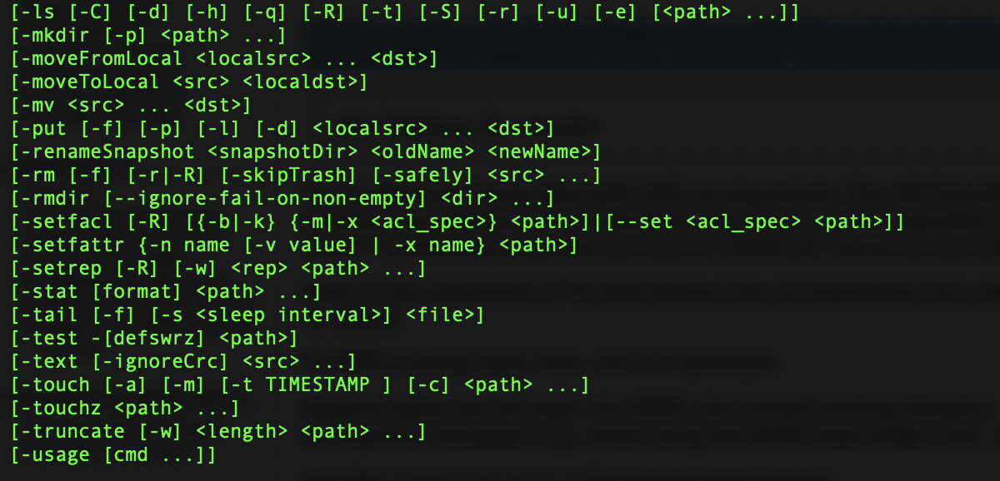 [-ls [-C] [-d] [-h] [-q] [-R] [-t] [-S] [-r] [-u] [-e] [<path> ...]]
[-mkdir [-p] <path> ...]
[-moveFromLocal <localsrc> ... <dst>]
[-moveToLocal <src> <localdst>]
[-mv <src> ... <dst>]
[-put [-f] [-p] [-l] [-d] <localsrc> ... <dst>]
[-renameSnapshot <snapshotDir> <oldName> <newName>]
[-rm [-f] [-r|-R] [-skipTrash] [-safely] <src> ...]
[-rmdir [--ignore-fail-on-non-empty] <dir> ...]
[-setfacl [-R] [{-b|-k} {-m|-x <acl_spec>} <path>]|[--set <acl_spec> <path>]]
[-setfattr {-n name [-v value] | -x name} <path>]
[-setrep [-R] [-w] <rep> <path> ...]
[-stat [format] <path> ...]
[-tail [-f] [-s <sleep interval>] <file>]
[-test -[defswrz] <path>]
[-text [-ignoreCrc] <src> ...]
[-touch [-a] [-m] [-t TIMESTAMP ] [-c] <path> ...]
[-touchz <path> ...]
[-truncate [-w] <length> <path> ...]
[-usage [cmd ...]]